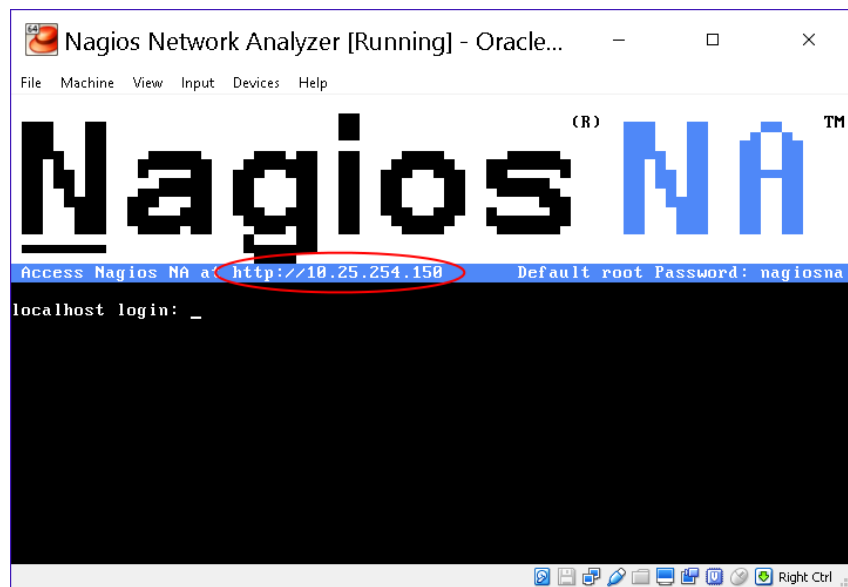 64
Nagios Network Analyzer [Running] - Oracle...
File Machine View Input Devices Help
Nagios (R) NA TM
Access Nagios NA at http://10.25.254.150 Default root Password: nagiosna
localhost login: _
Right Ctrl